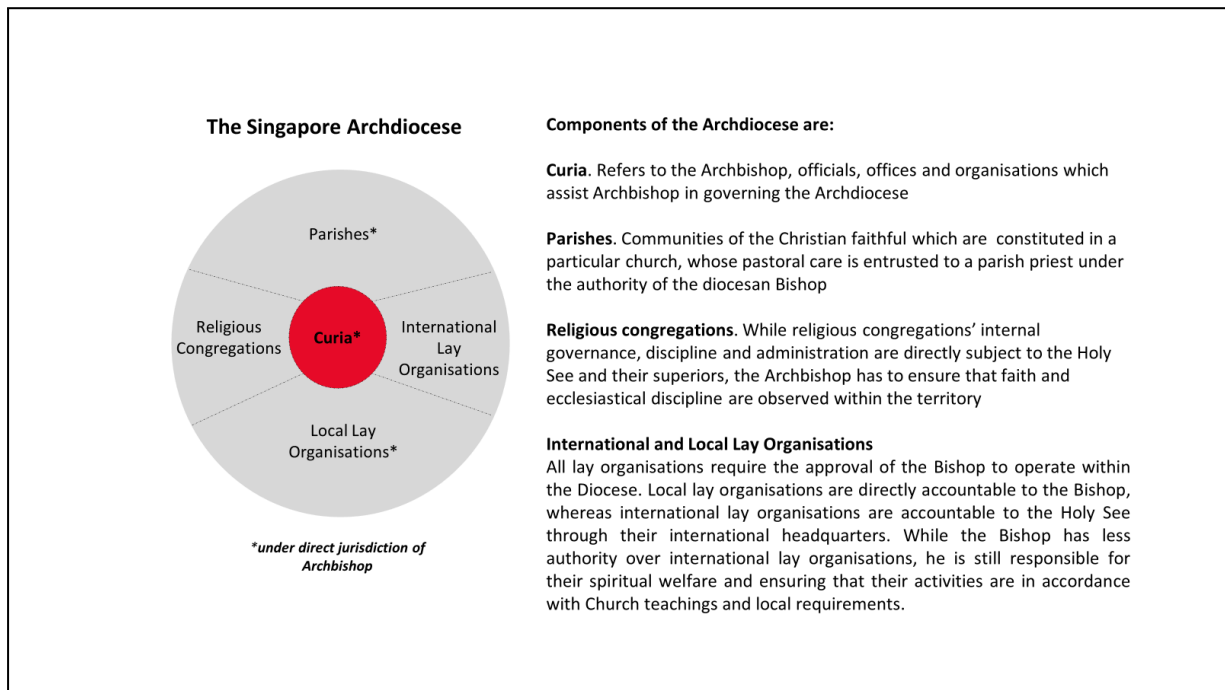 The Singapore Archdiocese
Parishes*
Religious
Congregations
Curia*
International
Lay
Organisations
Local Lay
Organisations*
*under direct jurisdiction of
Archbishop
Components of the Archdiocese are:
Curia. Refers to the Archbishop, officials, offices and organisations which
assist Archbishop in governing the Archdiocese
Parishes. Communities of the Christian faithful which are constituted in a
particular church, whose pastoral care is entrusted to a parish priest under
the authority of the diocesan Bishop
Religious congregations. While religious congregations’ internal
governance, discipline and administration are directly subject to the Holy
See and their superiors, the Archbishop has to ensure that faith and
ecclesiastical discipline are observed within the territory
International and Local Lay Organisations
All lay organisations require the approval of the Bishop to operate within
the Diocese. Local lay organisations are directly accountable to the Bishop,
whereas international lay organisations are accountable to the Holy See
through their international headquarters. While the Bishop has less
authority over international lay organisations, he is still responsible for
their spiritual welfare and ensuring that their activities are in accordance
with Church teachings and local requirements.